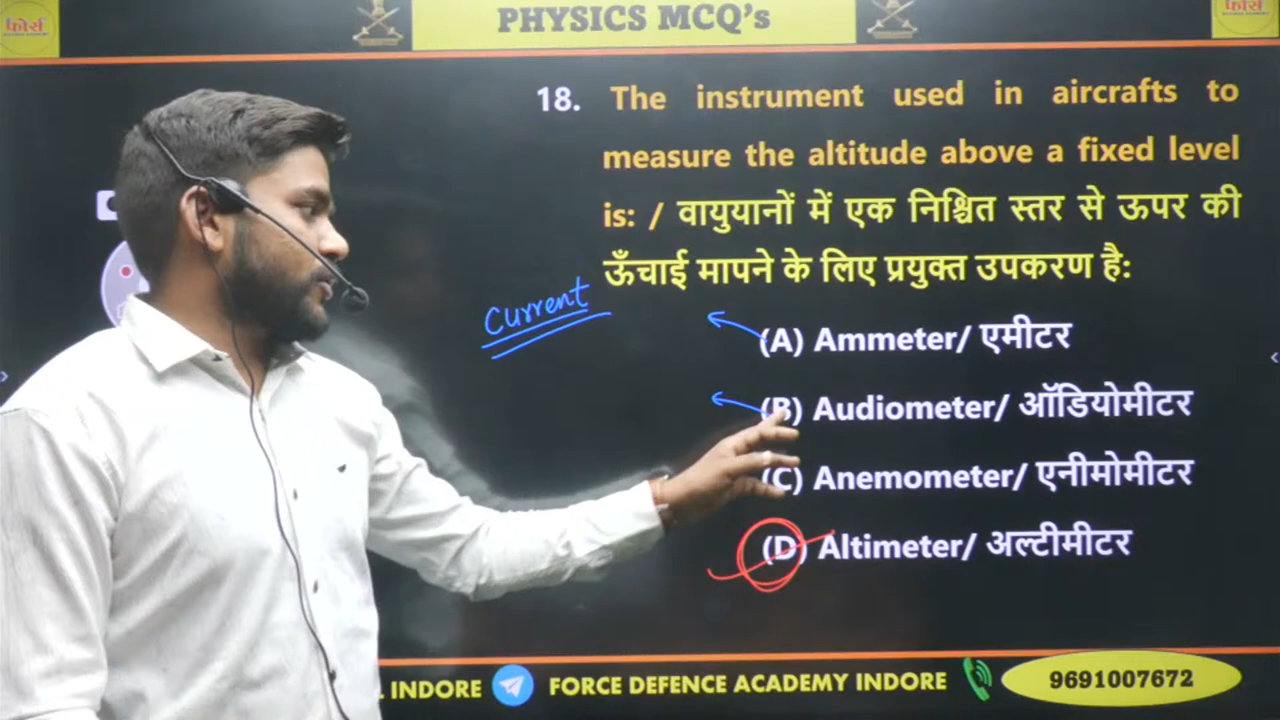 फोर्स
PHYSICS MCQ's
फोर्स
18. The instrument used in aircrafts to
measure the altitude above a fixed level
is: / वायुयानों में एक निश्चित स्तर से ऊपर की
ऊँचाई मापने के लिए प्रयुक्त उपकरण है:
Current
(A) Ammeter/ एमीटर
(B) Audiometer/ ऑडियोमीटर
(C) Anemometer/ एनीमोमीटर
(D) Altimeter/ अल्टीमीटर
INDORE FORCE DEFENCE ACADEMY INDORE 9691007672